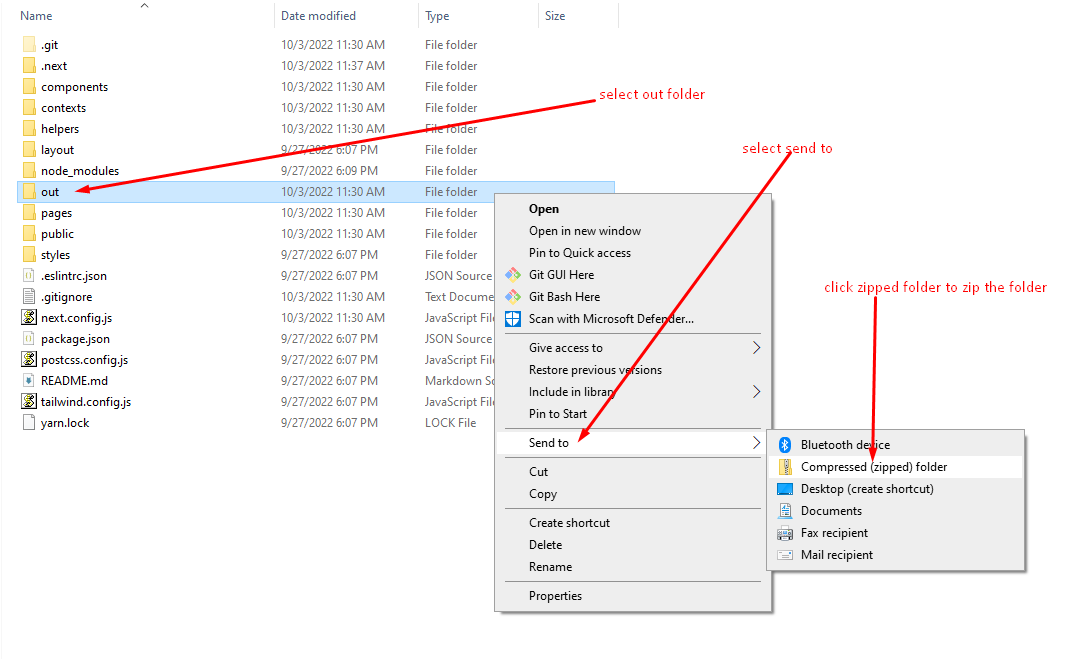 Name Date modified Type Size
.git 10/3/2022 11:30 AM File folder
.next 10/3/2022 11:37 AM File folder
components 10/3/2022 11:30 AM File folder
select out folder
contexts 10/3/2022 11:30 AM File folder
helpers 10/3/2022 11:30 AM File folder
layout 9/27/2022 6:07 PM File folder
select send to
node_modules 9/27/2022 6:09 PM File folder
out 10/3/2022 11:30 AM File folder
pages 10/3/2022 11:30 AM File folder
public 10/3/2022 11:30 AM File folder
styles 9/27/2022 6:07 PM File folder
.eslintrc.json 9/27/2022 6:07 PM JSON Source
.gitignore 10/3/2022 11:30 AM Text Docume
next.config.js 10/3/2022 11:30 AM JavaScript File
package.json 9/27/2022 6:07 PM JSON Source
postcss.config.js 9/27/2022 6:07 PM JavaScript File
README.md 9/27/2022 6:07 PM Markdown So
tailwind.config.js 9/27/2022 6:07 PM JavaScript File
yarn.lock 9/27/2022 6:07 PM LOCK File
Open
Open in new window
Pin to Quick access
Git GUI Here
Git Bash Here
Scan with Microsoft Defender...
Give access to
Restore previous versions
Include in library
Pin to Start
Send to
Cut
Copy
Create shortcut
Delete
Rename
Properties
click zipped folder to zip the folder
Bluetooth device
Compressed (zipped) folder
Desktop (create shortcut)
Documents
Fax recipient
Mail recipient